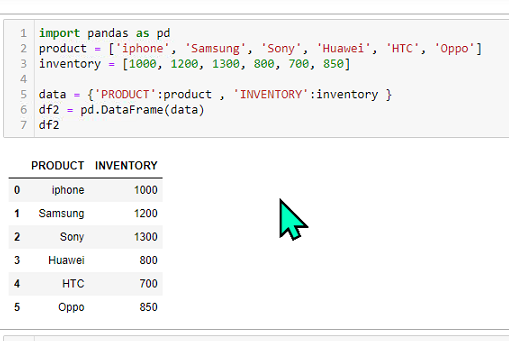 1 import pandas as pd
2 product = ['iphone', 'Samsung', 'Sony', 'Huawei', 'HTC', 'Oppo']
3 inventory = [1000, 1200, 1300, 800, 700, 850]
4
5 data = {'PRODUCT':product , 'INVENTORY':inventory }
6 df2 = pd.DataFrame(data)
7 df2
PRODUCT INVENTORY
0 iphone 1000
1 Samsung 1200
2 Sony 1300
3 Huawei 800
4 HTC 700
5 Oppo 850